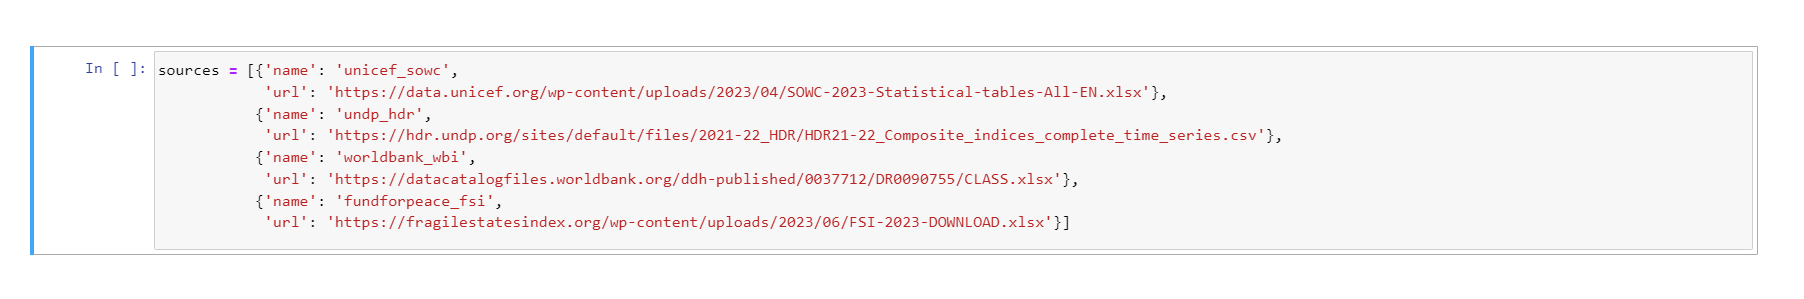 In [ ]: sources = [{'name': 'unicef_sowc',
'url': 'https://data.unicef.org/wp-content/uploads/2023/04/SOWC-2023-Statistical-tables-All-EN.xlsx'},
{'name': 'undp_hdr',
'url': 'https://hdr.undp.org/sites/default/files/2021-22_HDR/HDR21-22_Composite_indices_complete_time_series.csv'},
{'name': 'worldbank_wbi',
'url': 'https://datacatalogfiles.worldbank.org/ddh-published/0037712/DR0090755/CLASS.xlsx'},
{'name': 'fundforpeace_fsi',
'url': 'https://fragilestatesindex.org/wp-content/uploads/2023/06/FSI-2023-DOWNLOAD.xlsx'}]